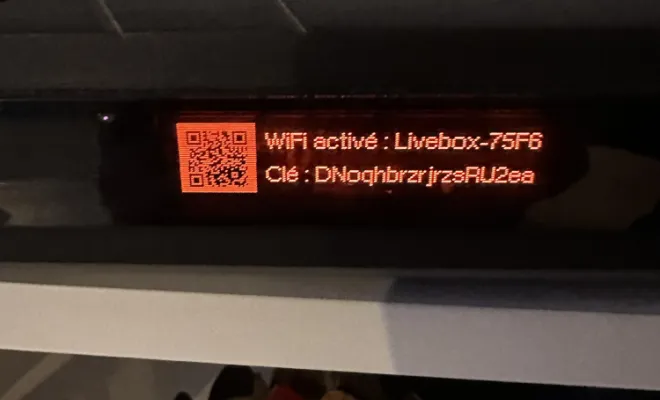 WiFi activé : Livebox-75F6
Clé : DNoqhbrzrjrzsRU2ea